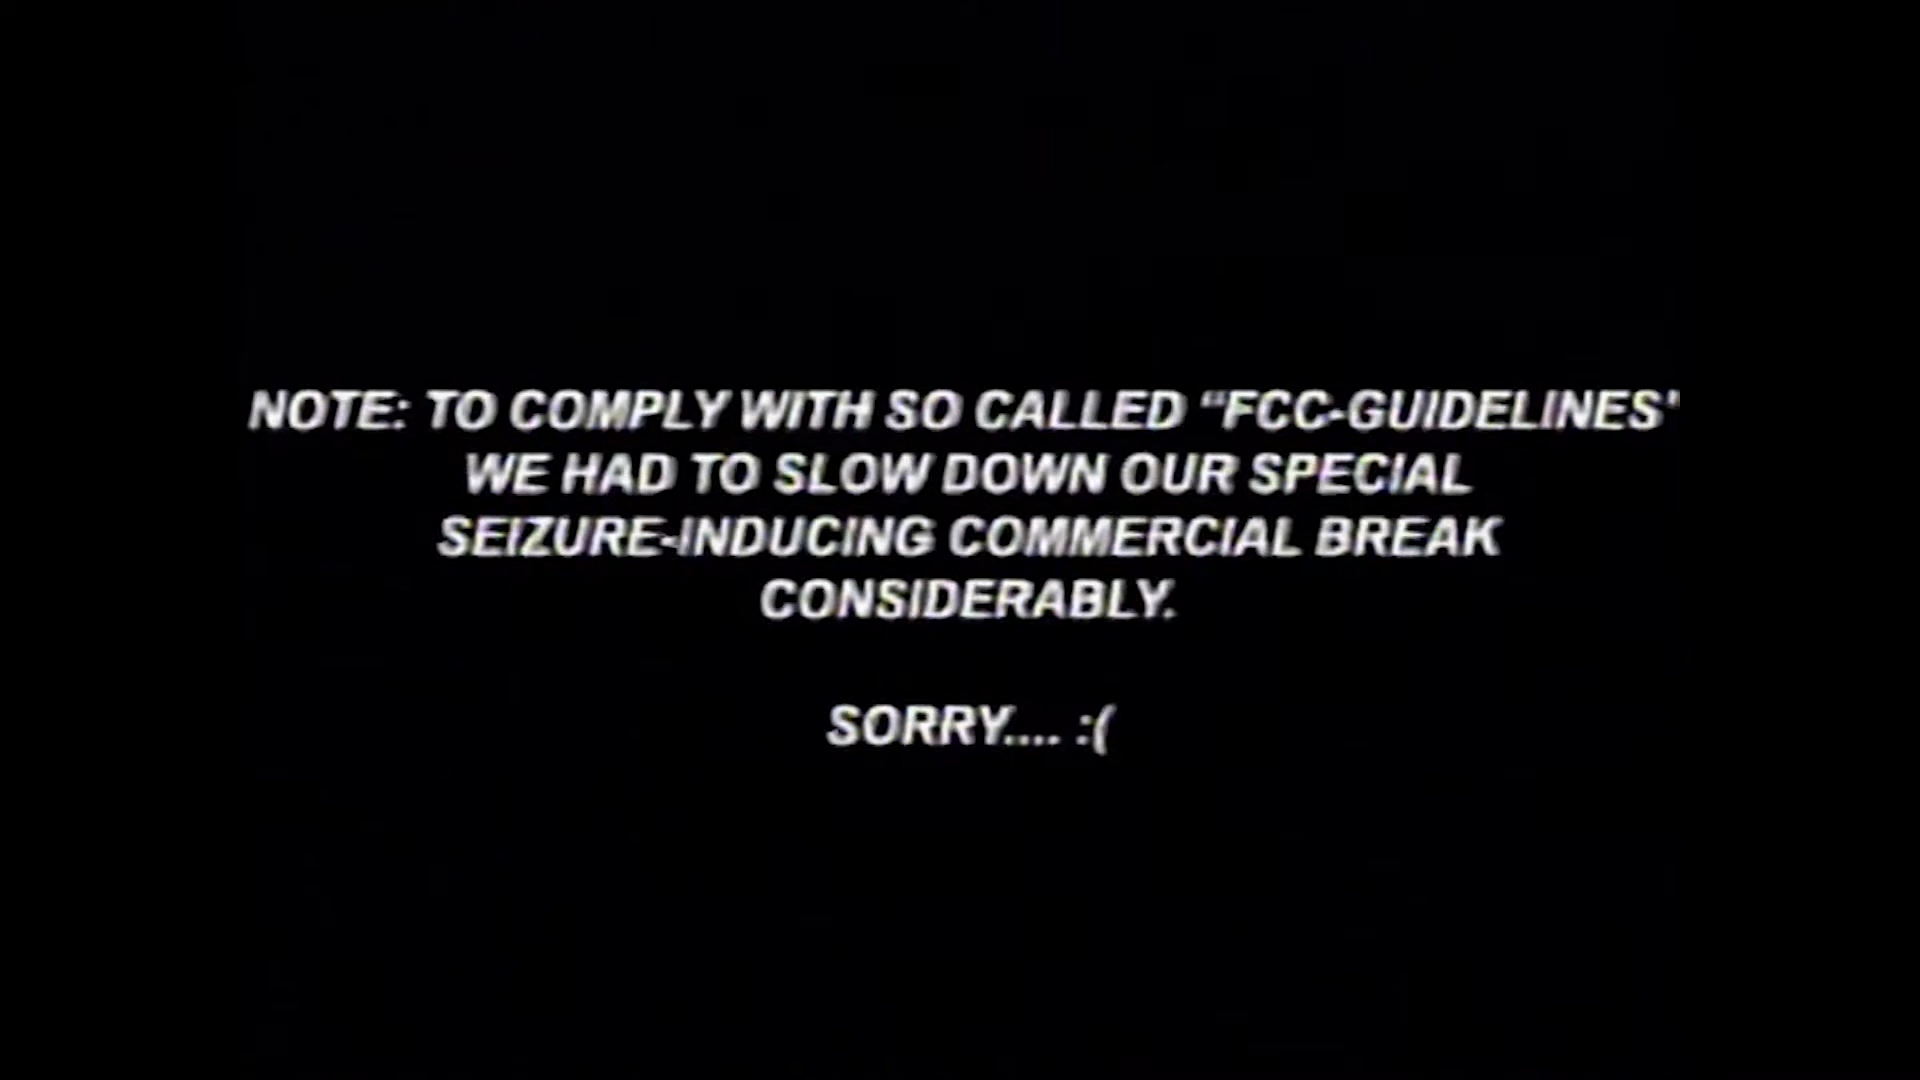 NOTE: TO COMPLY WITH SO CALLED “FCC-GUIDELINES"
WE HAD TO SLOW DOWN OUR SPECIAL
SEIZURE-INDUCING COMMERCIAL BREAK
CONSIDERABLY.
SORRY.... :(